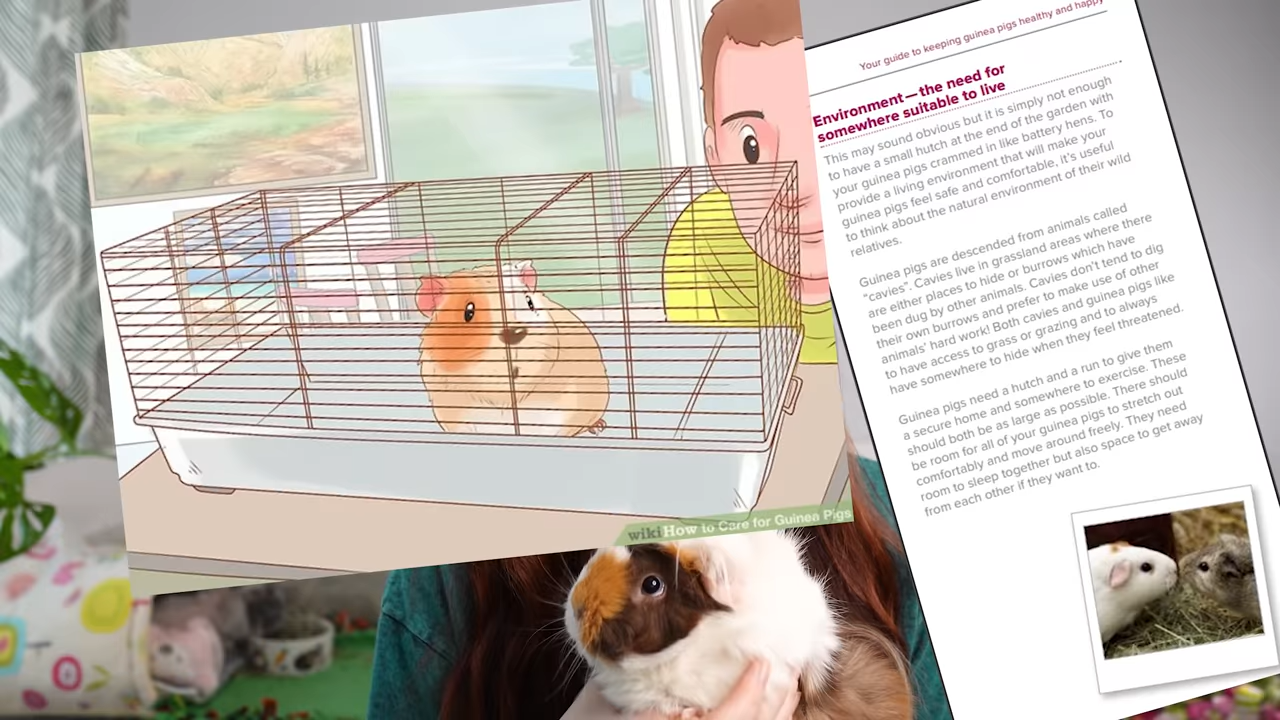 wikiHow to Care for Guinea Pigs
Your guide to keeping guinea pigs healthy and happy
Environment—the need for
somewhere suitable to live
This may sound obvious but it is simply not enough
to have a small hutch at the end of the garden with
your guinea pigs crammed in like battery hens. To
provide a living environment that will make your
guinea pigs feel safe and comfortable, it's useful
to think about the natural environment of their wild
relatives.
Guinea pigs are descended from animals called
"cavies". Cavies live in grassland areas where there
are either places to hide or burrows which have
been dug by other animals. Cavies don't tend to dig
their own burrows and prefer to make use of other
animals' hard work! Both cavies and guinea pigs like
to have access to grass or grazing and to always
have somewhere to hide when they feel threatened.
Guinea pigs need a hutch and a run to give them
a secure home and somewhere to exercise. These
should both be as large as possible. There should
be room for all of your guinea pigs to stretch out
comfortably and move around freely. They need
room to sleep together but also space to get away
from each other if they want to.